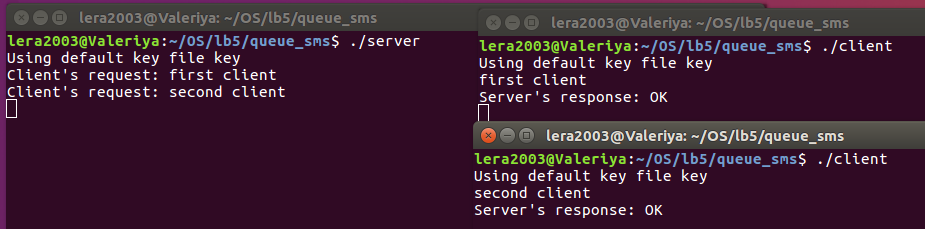 lera2003@Valeriya: ~/OS/lb5/queue_sms
lera2003@Valeriya:~/OS/lb5/queue_sms$ ./server
Using default key file key
Client's request: first client
Client's request: second client
lera2003@Valeriya: ~/OS/lb5/queue_sms
lera2003@Valeriya:~/OS/lb5/queue_sms$ ./client
Using default key file key
first client
Server's response: OK
lera2003@Valeriya: ~/OS/lb5/queue_sms
lera2003@Valeriya:~/OS/lb5/queue_sms$ ./client
Using default key file key
second client
Server's response: OK